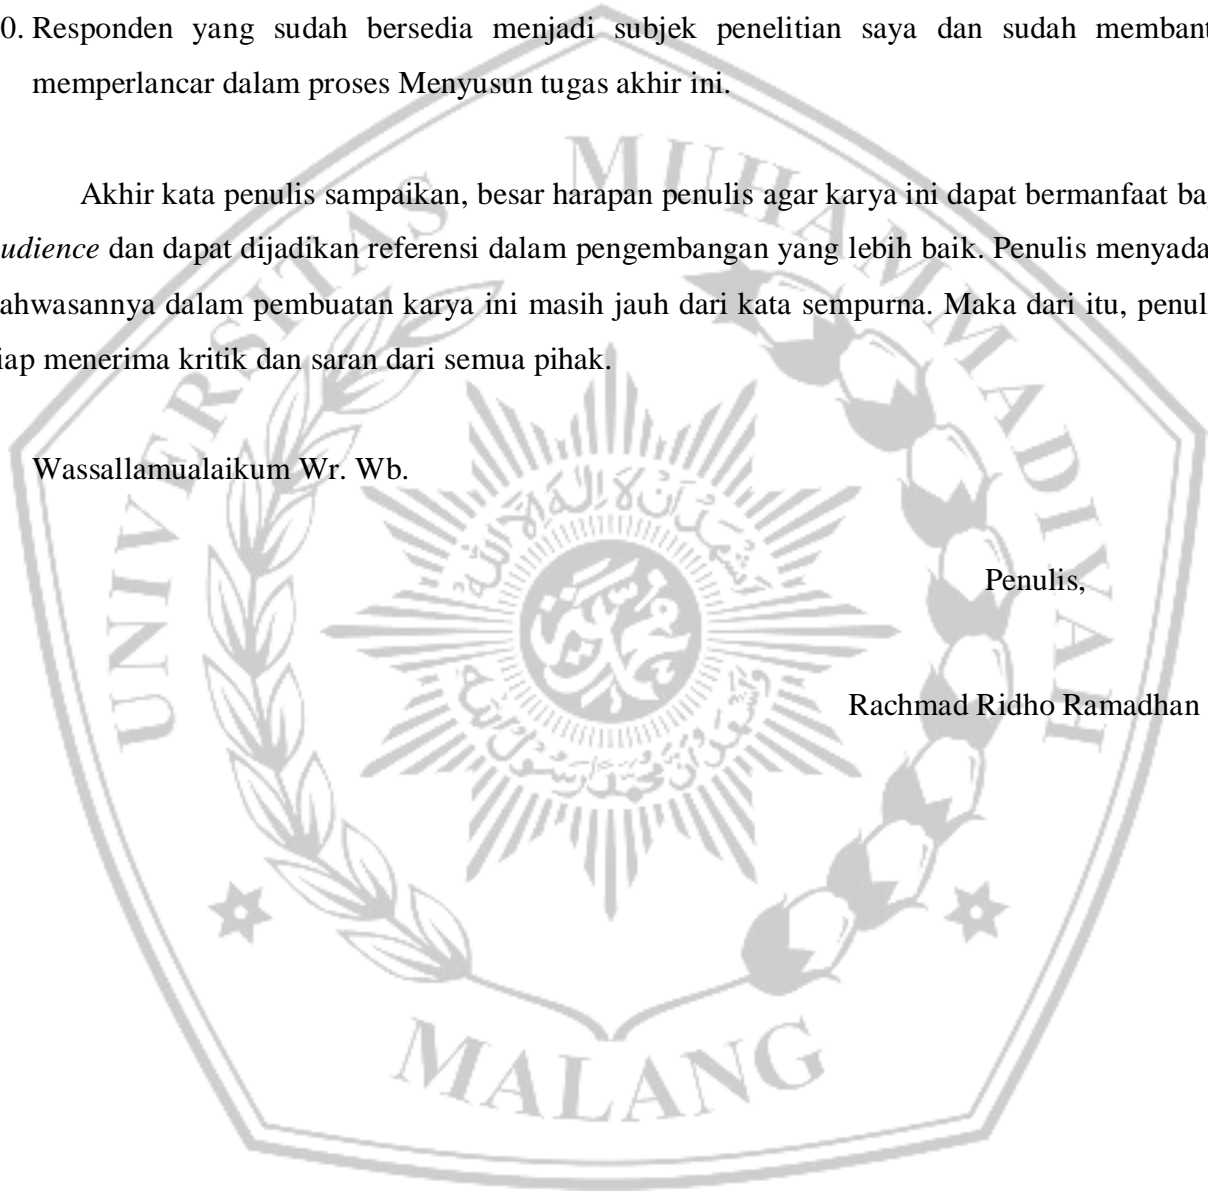 0. Responden yang sudah bersedia menjadi subjek penelitian saya dan sudah membant
memperlancar dalam proses Menyusun tugas akhir ini.
Akhir kata penulis sampaikan, besar harapan penulis agar karya ini dapat bermanfaat ba
udience dan dapat dijadikan referensi dalam pengembangan yang lebih baik. Penulis menyada
ahwasannya dalam pembuatan karya ini masih jauh dari kata sempurna. Maka dari itu, penul
iap menerima kritik dan saran dari semua pihak.
Wassallamualaikum Wr. Wb.
Penulis,
Rachmad Ridho Ramadhan
UNIVERSITAS MUHAMMADIYAH
MALANG